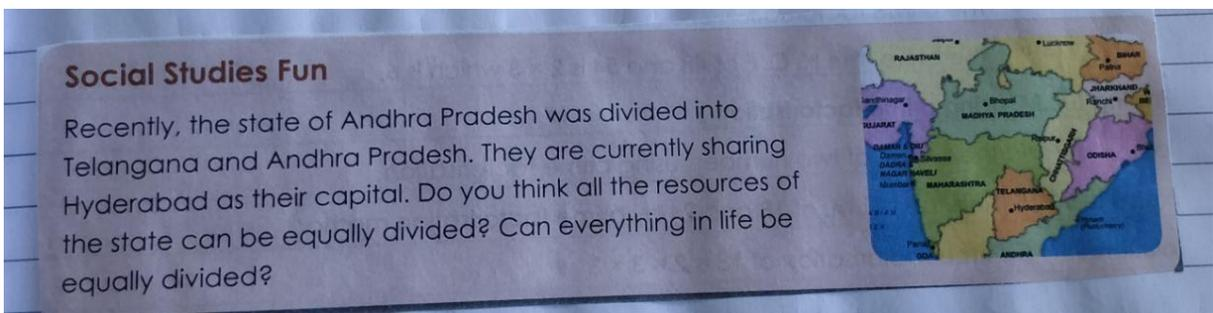 Social Studies Fun
Recently, the state of Andhra Pradesh was divided into
Telangana and Andhra Pradesh. They are currently sharing
Hyderabad as their capital. Do you think all the resources of
the state can be equally divided? Can everything in life be
equally divided?
Lucknow
RAJASTHAN
BIHAR
Patna
JHARKHAND
Ranchi
Gandhinagar
Bhopal
MADHYA PRADESH
GUJARAT
Raipur
CHHATTISGARH
ODISHA
DAMAN & DIU
Daman
Silvassa
DADRA &
NAGAR HAVELI
Mumbai
MAHARASHTRA
TELANGANA
Hyderabad
GOA
ANDHRA